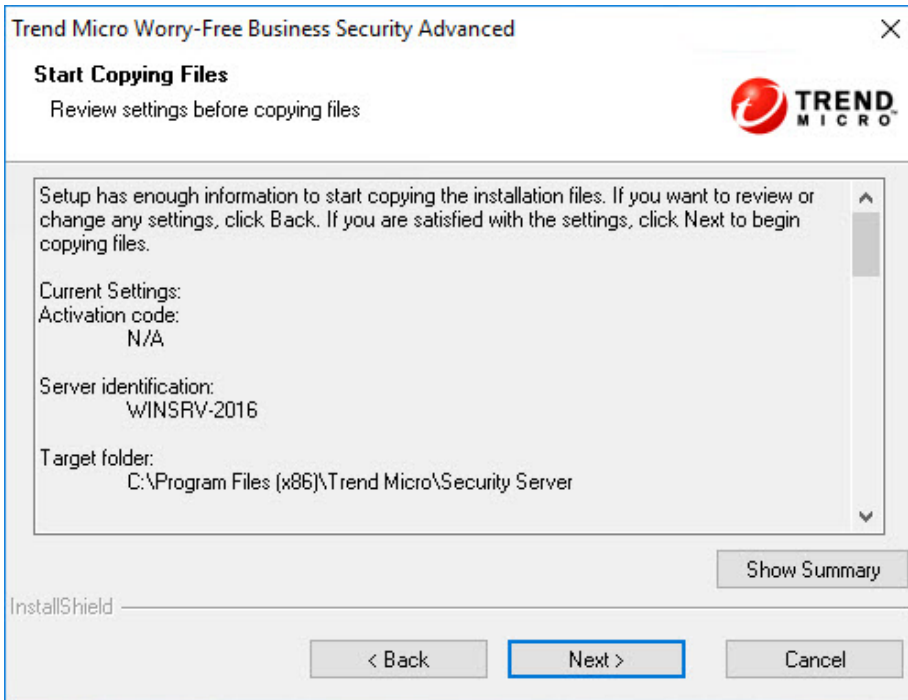 Trend Micro Worry-Free Business Security Advanced
Start Copying Files
Review settings before copying files
TREND
MICRO™
Setup has enough information to start copying the installation files. If you want to review or
change any settings, click Back. If you are satisfied with the settings, click Next to begin
copying files.
Current Settings:
Activation code:
N/A
Server identification:
WINSRV-2016
Target folder:
C:\Program Files (x86)\Trend Micro\Security Server
Show Summary
InstallShield
< Back
Next >
Cancel